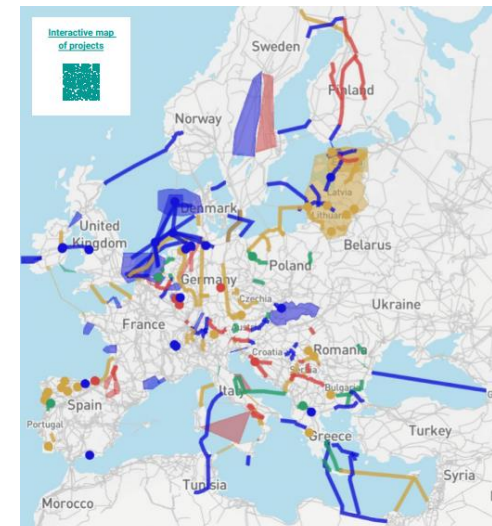 Interactive map
of projects
Sweden
Finland
Norway
Latvia
Denmark
Lithuania
United
Kingdom
Belarus
Poland
Germany
Czechia
Ukraine
France
Romania
Croatia
Serbia
Italy
Bulgaria
Spain
Portugal
Greece
Turkey
Tunisia
Syria
Morocco